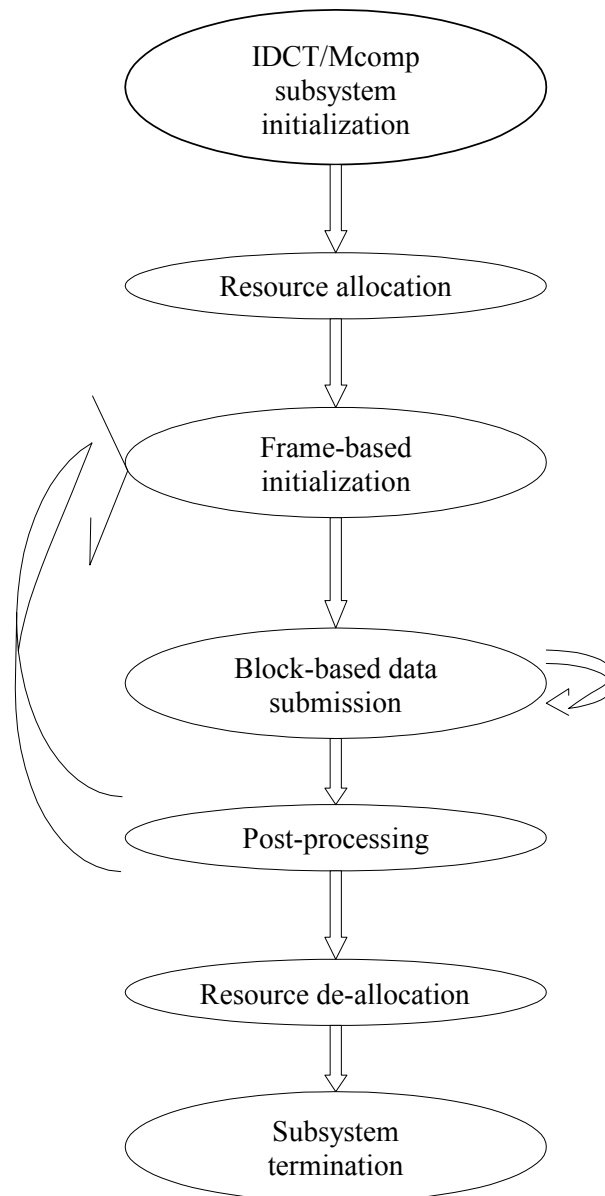 IDCT/Mcomp
subsystem
initialization
Resource allocation
Frame-based
initialization
Block-based data
submission
Post-processing
Resource de-allocation
Subsystem
termination